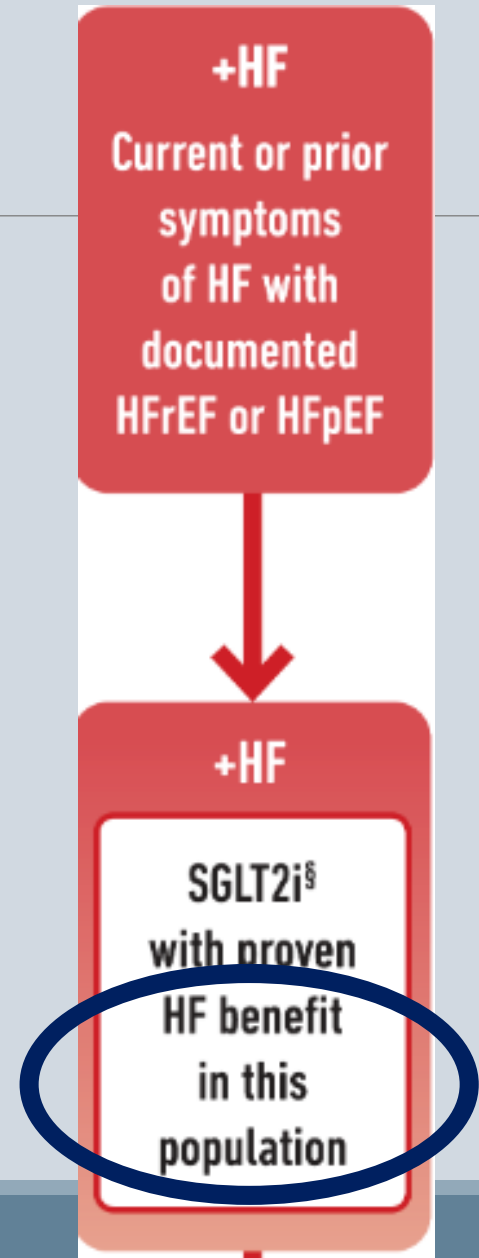 +HF
Current or prior
symptoms
of HF with
documented
HFrEF or HFpEF
+HF
SGLT2i§
with proven
HF benefit
in this
population